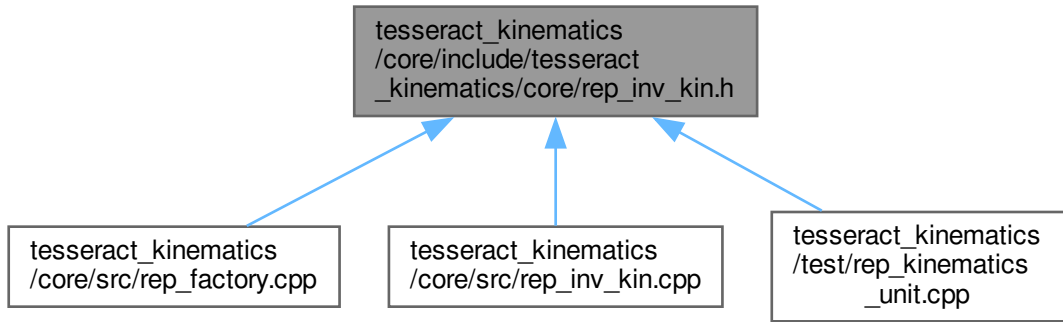 tesseract_kinematics
/core/include/tesseract
_kinematics/core/rep_inv_kin.h
tesseract_kinematics
/core/src/rep_factory.cpp
tesseract_kinematics
/core/src/rep_inv_kin.cpp
tesseract_kinematics
/test/rep_kinematics
_unit.cpp